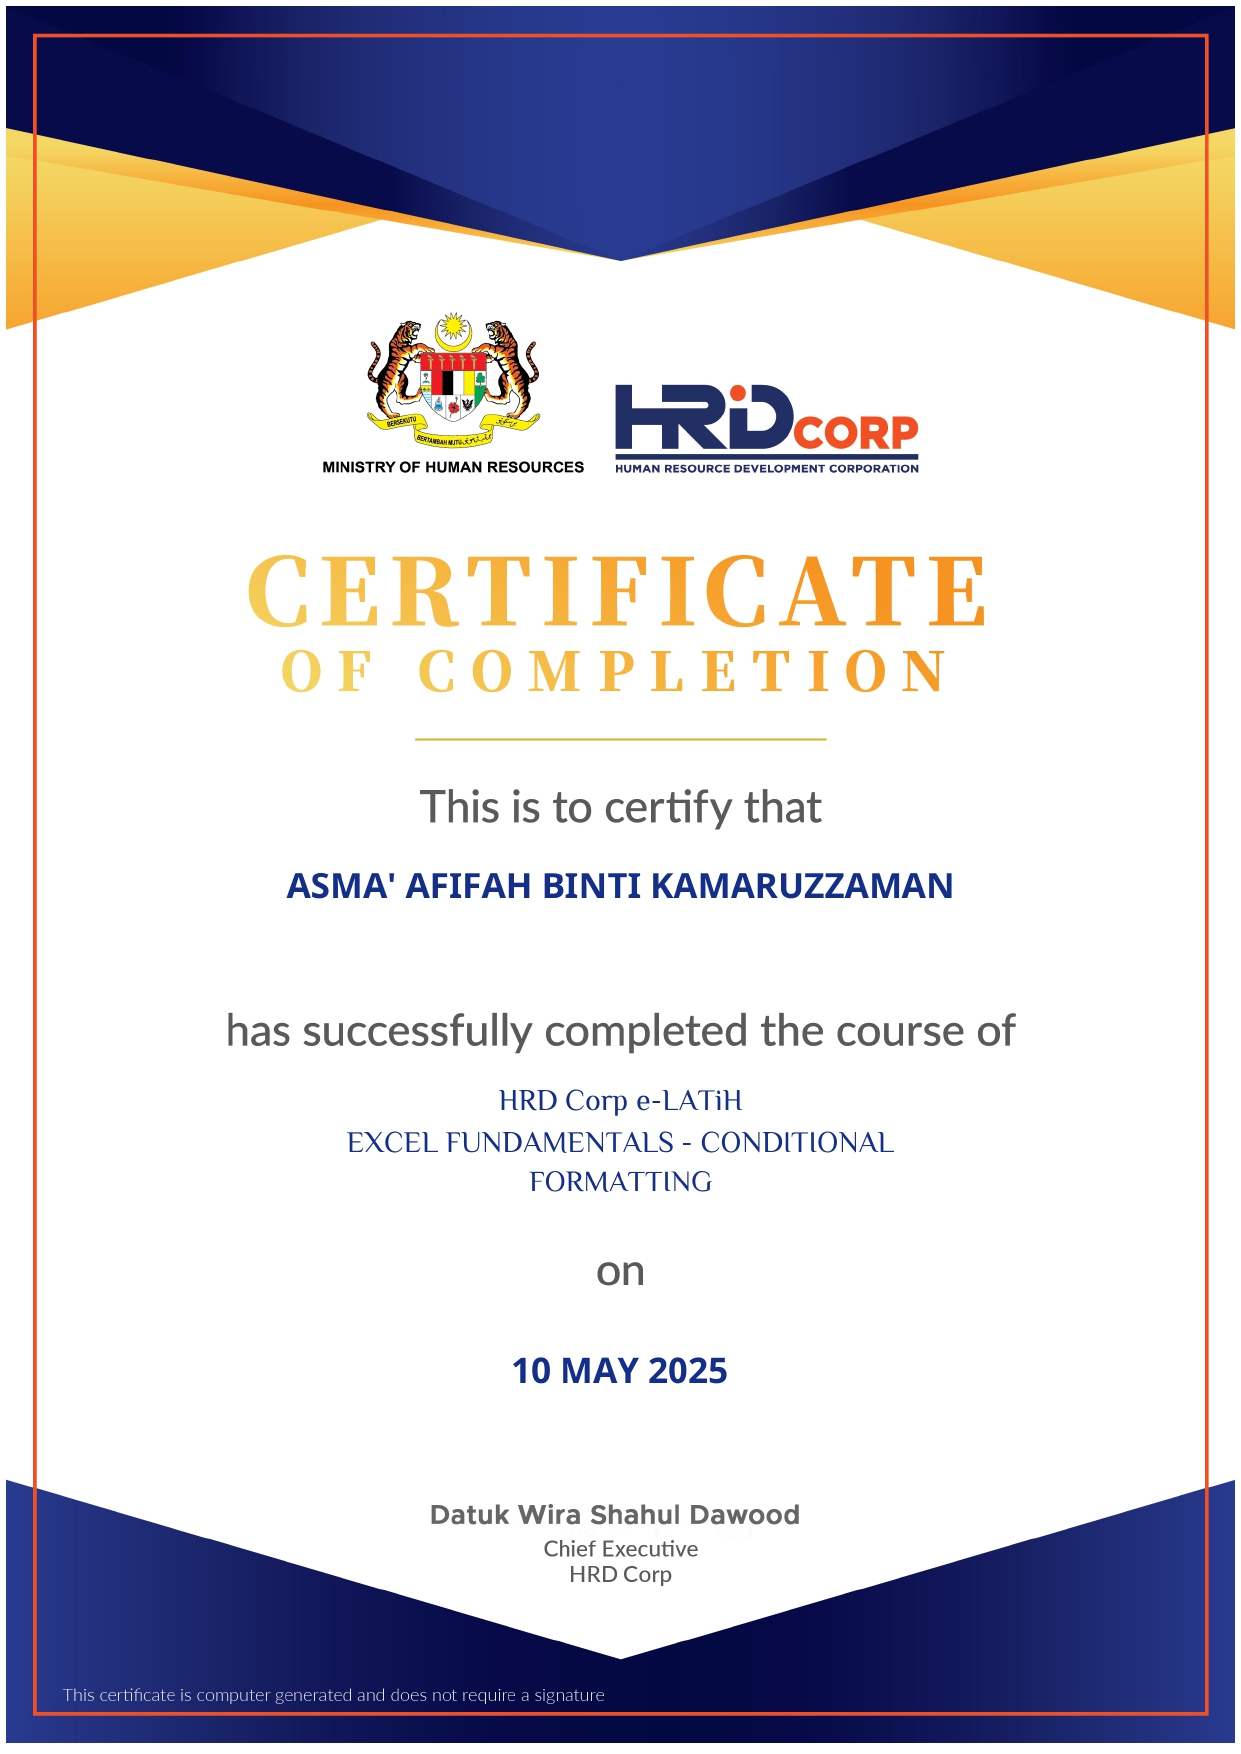 BERSEKUTU
BERTAMBAH MUTU
MINISTRY OF HUMAN RESOURCES
HRD CORP
HUMAN RESOURCE DEVELOPMENT CORPORATION
CERTIFICATE
OF COMPLETION
This is to certify that
ASMA' AFIFAH BINTI KAMARUZZAMAN
has successfully completed the course of
HRD Corp e-LATiH
EXCEL FUNDAMENTALS - CONDITIONAL
FORMATTING
on
10 MAY 2025
Datuk Wira Shahul Dawood
Chief Executive
HRD Corp
This certificate is computer generated and does not require a signature